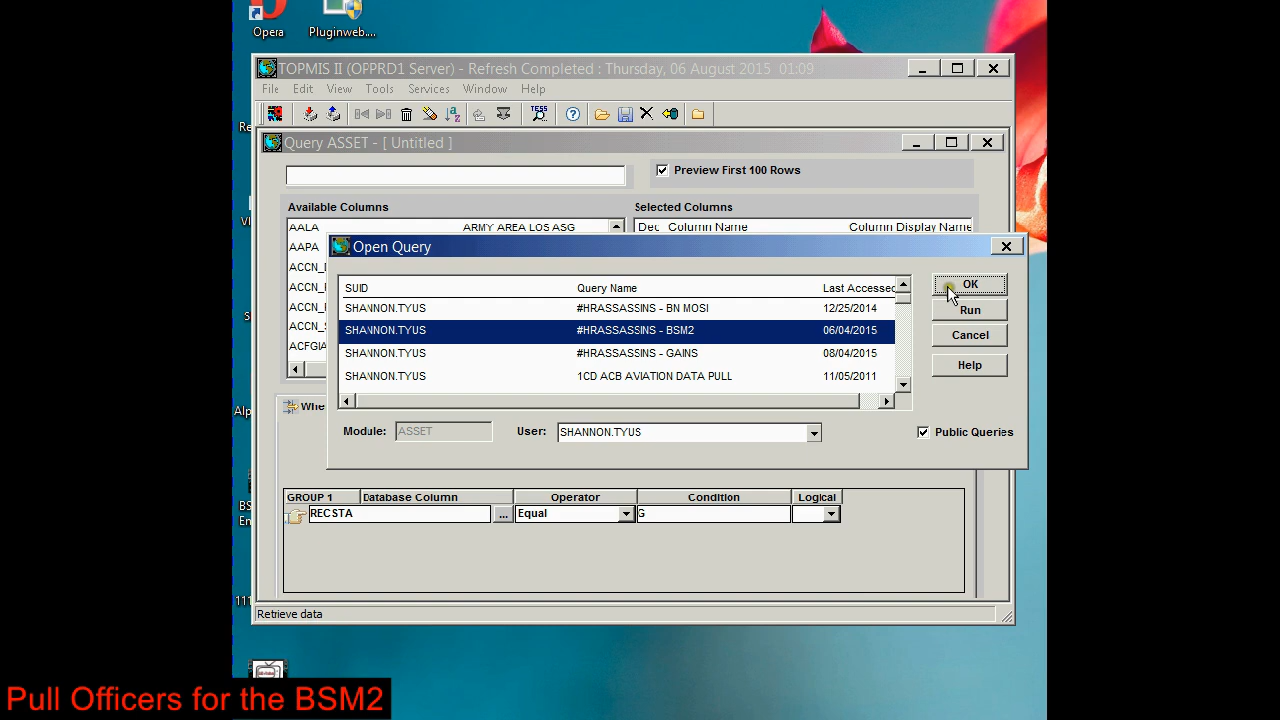 Opera
Pluginweb....
TOPMIS II (OPPRD1 Server) - Refresh Completed : Thursday, 06 August 2015 01:09
File Edit View Tools Services Window Help
TESS
Query ASSET - [ Untitled ]
Preview First 100 Rows
Available Columns
Selected Columns
AALA ARMY AREA LOS ASG
Dec Column Name Column Display Name
AAPA
Open Query
SUID Query Name Last Accessed
SHANNON.TYUS #HRASSASSINS - BN MOSI 12/25/2014
SHANNON.TYUS #HRASSASSINS - BSM2 06/04/2015
SHANNON.TYUS #HRASSASSINS - GAINS 08/04/2015
SHANNON.TYUS 1CD ACB AVIATION DATA PULL 11/05/2011
OK
Run
Cancel
Help
Module: ASSET User: SHANNON.TYUS
Public Queries
Whe
GROUP 1 Database Column Operator Condition Logical
RECSTA ... Equal G
Retrieve data
Pull Officers for the BSM2